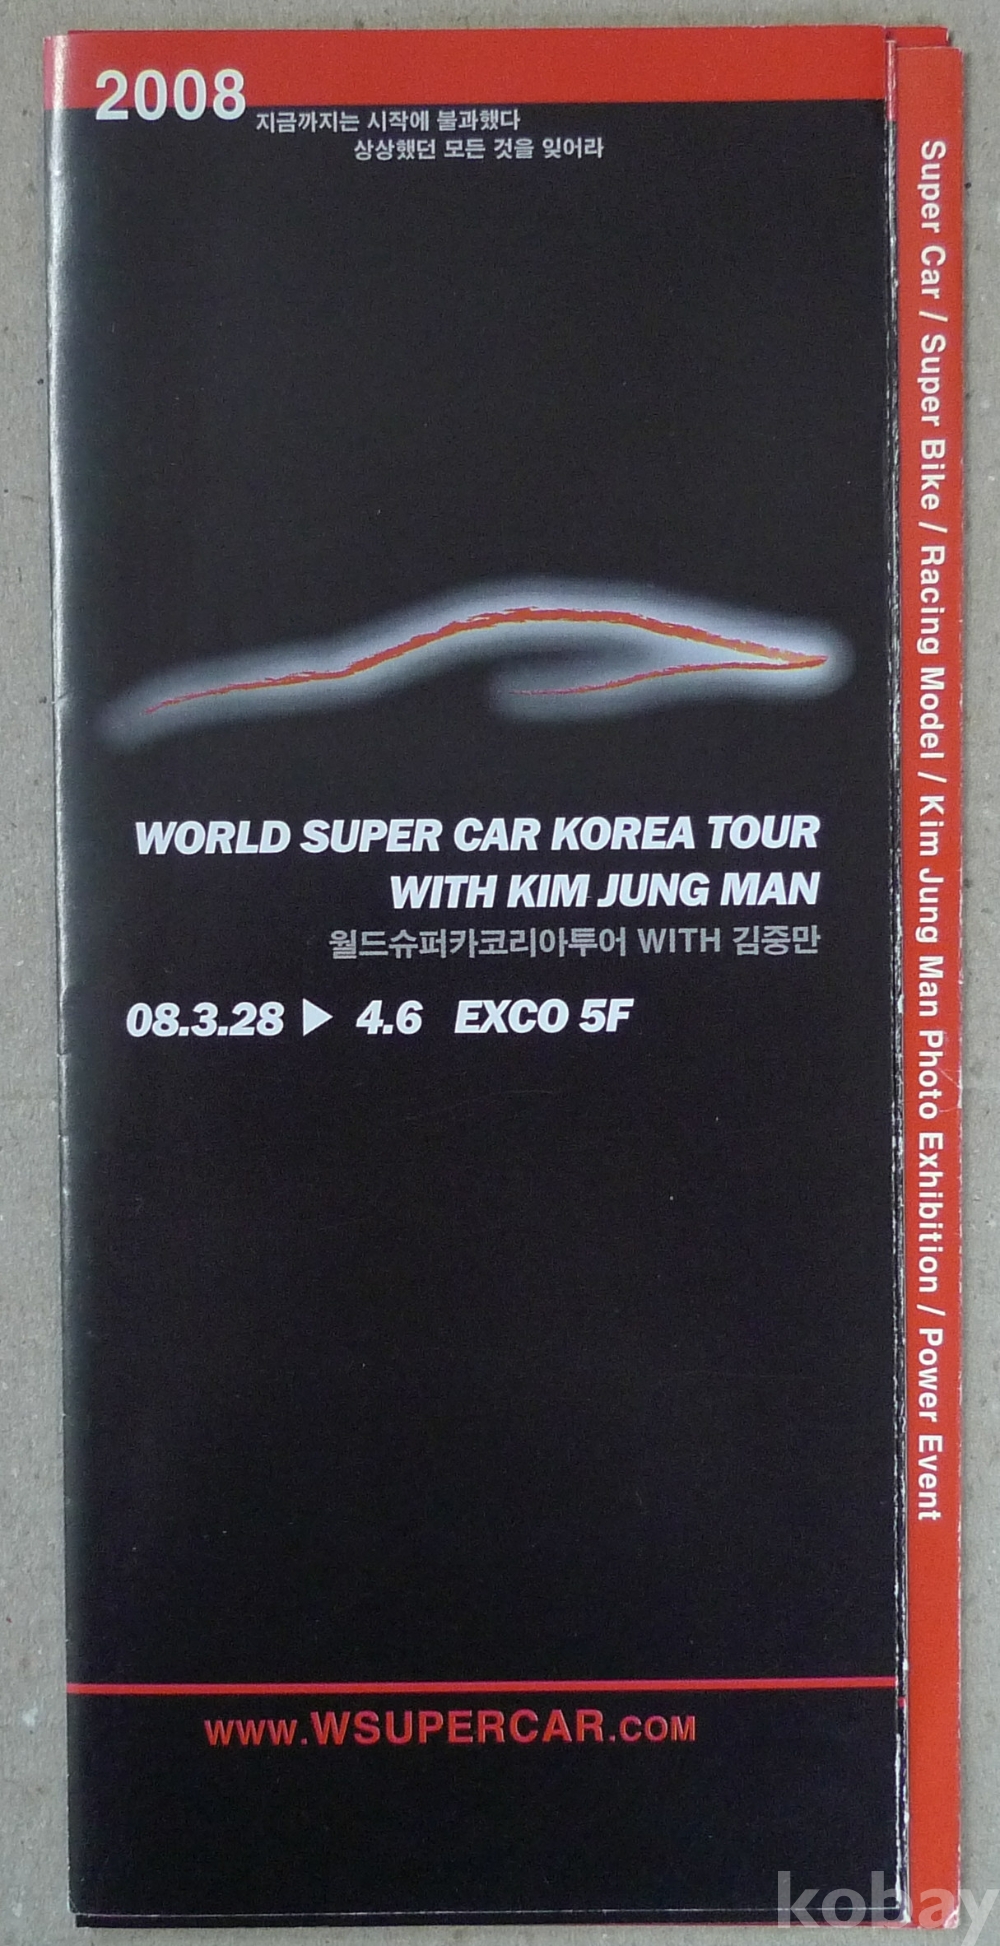 2008
지금까지는 시작에 불과했다
상상했던 모든 것을 잊어라
WORLD SUPER CAR KOREA TOUR
WITH KIM JUNG MAN
월드슈퍼카코리아투어 WITH 김중만
08.3.28 ▶ 4.6 EXCO 5F
WWW.WSUPERCAR.COM
Super Car / Super Bike / Racing Model / Kim Jung Man Photo Exhibition / Power Event
kobay